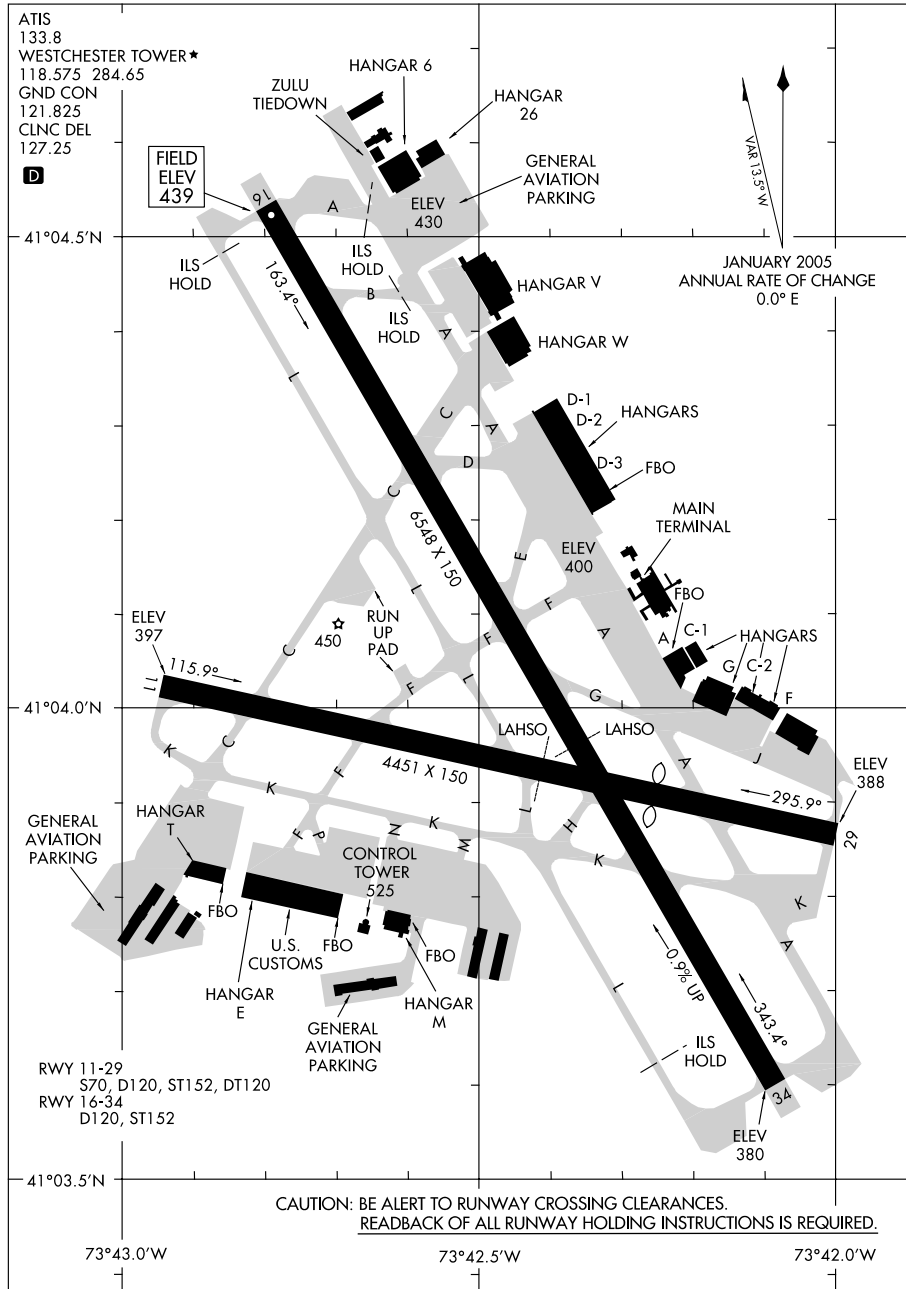 ATIS
133.8
WESTCHESTER TOWER★
118.575 284.65
GND CON
121.825
CLNC DEL
127.25
D
FIELD
ELEV
439
ZULU
TIEDOWN
HANGAR 6
HANGAR
26
GENERAL
AVIATION
PARKING
VAR 13.5° W
JANUARY 2005
ANNUAL RATE OF CHANGE
0.0° E
16
A
ELEV
430
41°04.5'N
ILS
HOLD
ILS
HOLD
163.4°
B
ILS
HOLD
HANGAR V
A
HANGAR W
L
C
A
D-1
D-2
HANGARS
D-3
FBO
D
C
6548 X 150
MAIN
TERMINAL
E
ELEV
400
L
F
F
A
FBO
A
C-1
HANGARS
G
C-2
F
ELEV
397
450
RUN
UP
PAD
C
F
L
G
115.9°
11
41°04.0'N
LAHSO
LAHSO
K
C
F
4451 X 150
A
J
ELEV
388
295.9°
29
K
HANGAR
T
GENERAL
AVIATION
PARKING
F
P
N
K
M
L
H
K
CONTROL
TOWER
525
FBO
U.S.
CUSTOMS
FBO
FBO
HANGAR
E
HANGAR
M
GENERAL
AVIATION
PARKING
K
A
0.9% UP
L
343.4°
ILS
HOLD
34
ELEV
380
RWY 11-29
S70, D120, ST152, DT120
RWY 16-34
D120, ST152
41°03.5'N
CAUTION: BE ALERT TO RUNWAY CROSSING CLEARANCES.
READBACK OF ALL RUNWAY HOLDING INSTRUCTIONS IS REQUIRED.
73°43.0'W
73°42.5'W
73°42.0'W